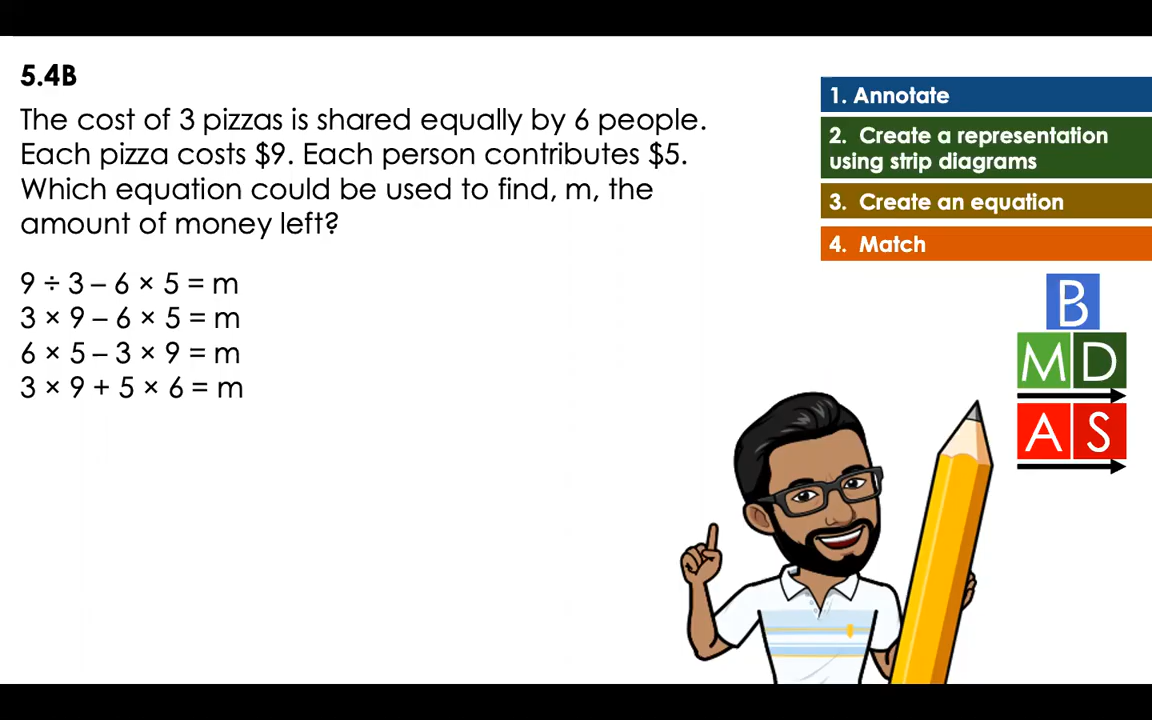 5.4B
The cost of 3 pizzas is shared equally by 6 people.
Each pizza costs $9. Each person contributes $5.
Which equation could be used to find, m, the
amount of money left?
9 ÷ 3 – 6 × 5 = m
3 × 9 – 6 × 5 = m
6 × 5 – 3 × 9 = m
3 × 9 + 5 × 6 = m
1. Annotate
2. Create a representation
using strip diagrams
3. Create an equation
4. Match
B
M D
A S